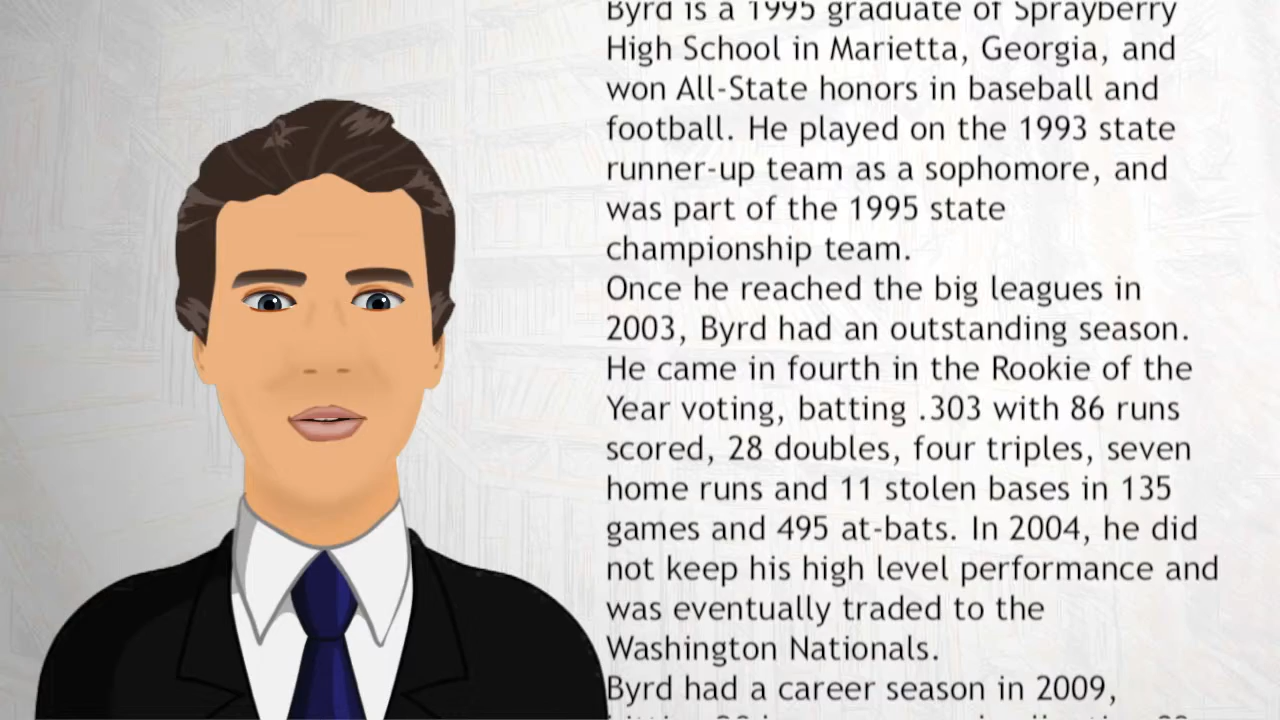 Byrd is a 1995 graduate of Sprayberry
High School in Marietta, Georgia, and
won All-State honors in baseball and
football. He played on the 1993 state
runner-up team as a sophomore, and
was part of the 1995 state
championship team.
Once he reached the big leagues in
2003, Byrd had an outstanding season.
He came in fourth in the Rookie of the
Year voting, batting .303 with 86 runs
scored, 28 doubles, four triples, seven
home runs and 11 stolen bases in 135
games and 495 at-bats. In 2004, he did
not keep his high level performance and
was eventually traded to the
Washington Nationals.
Byrd had a career season in 2009,